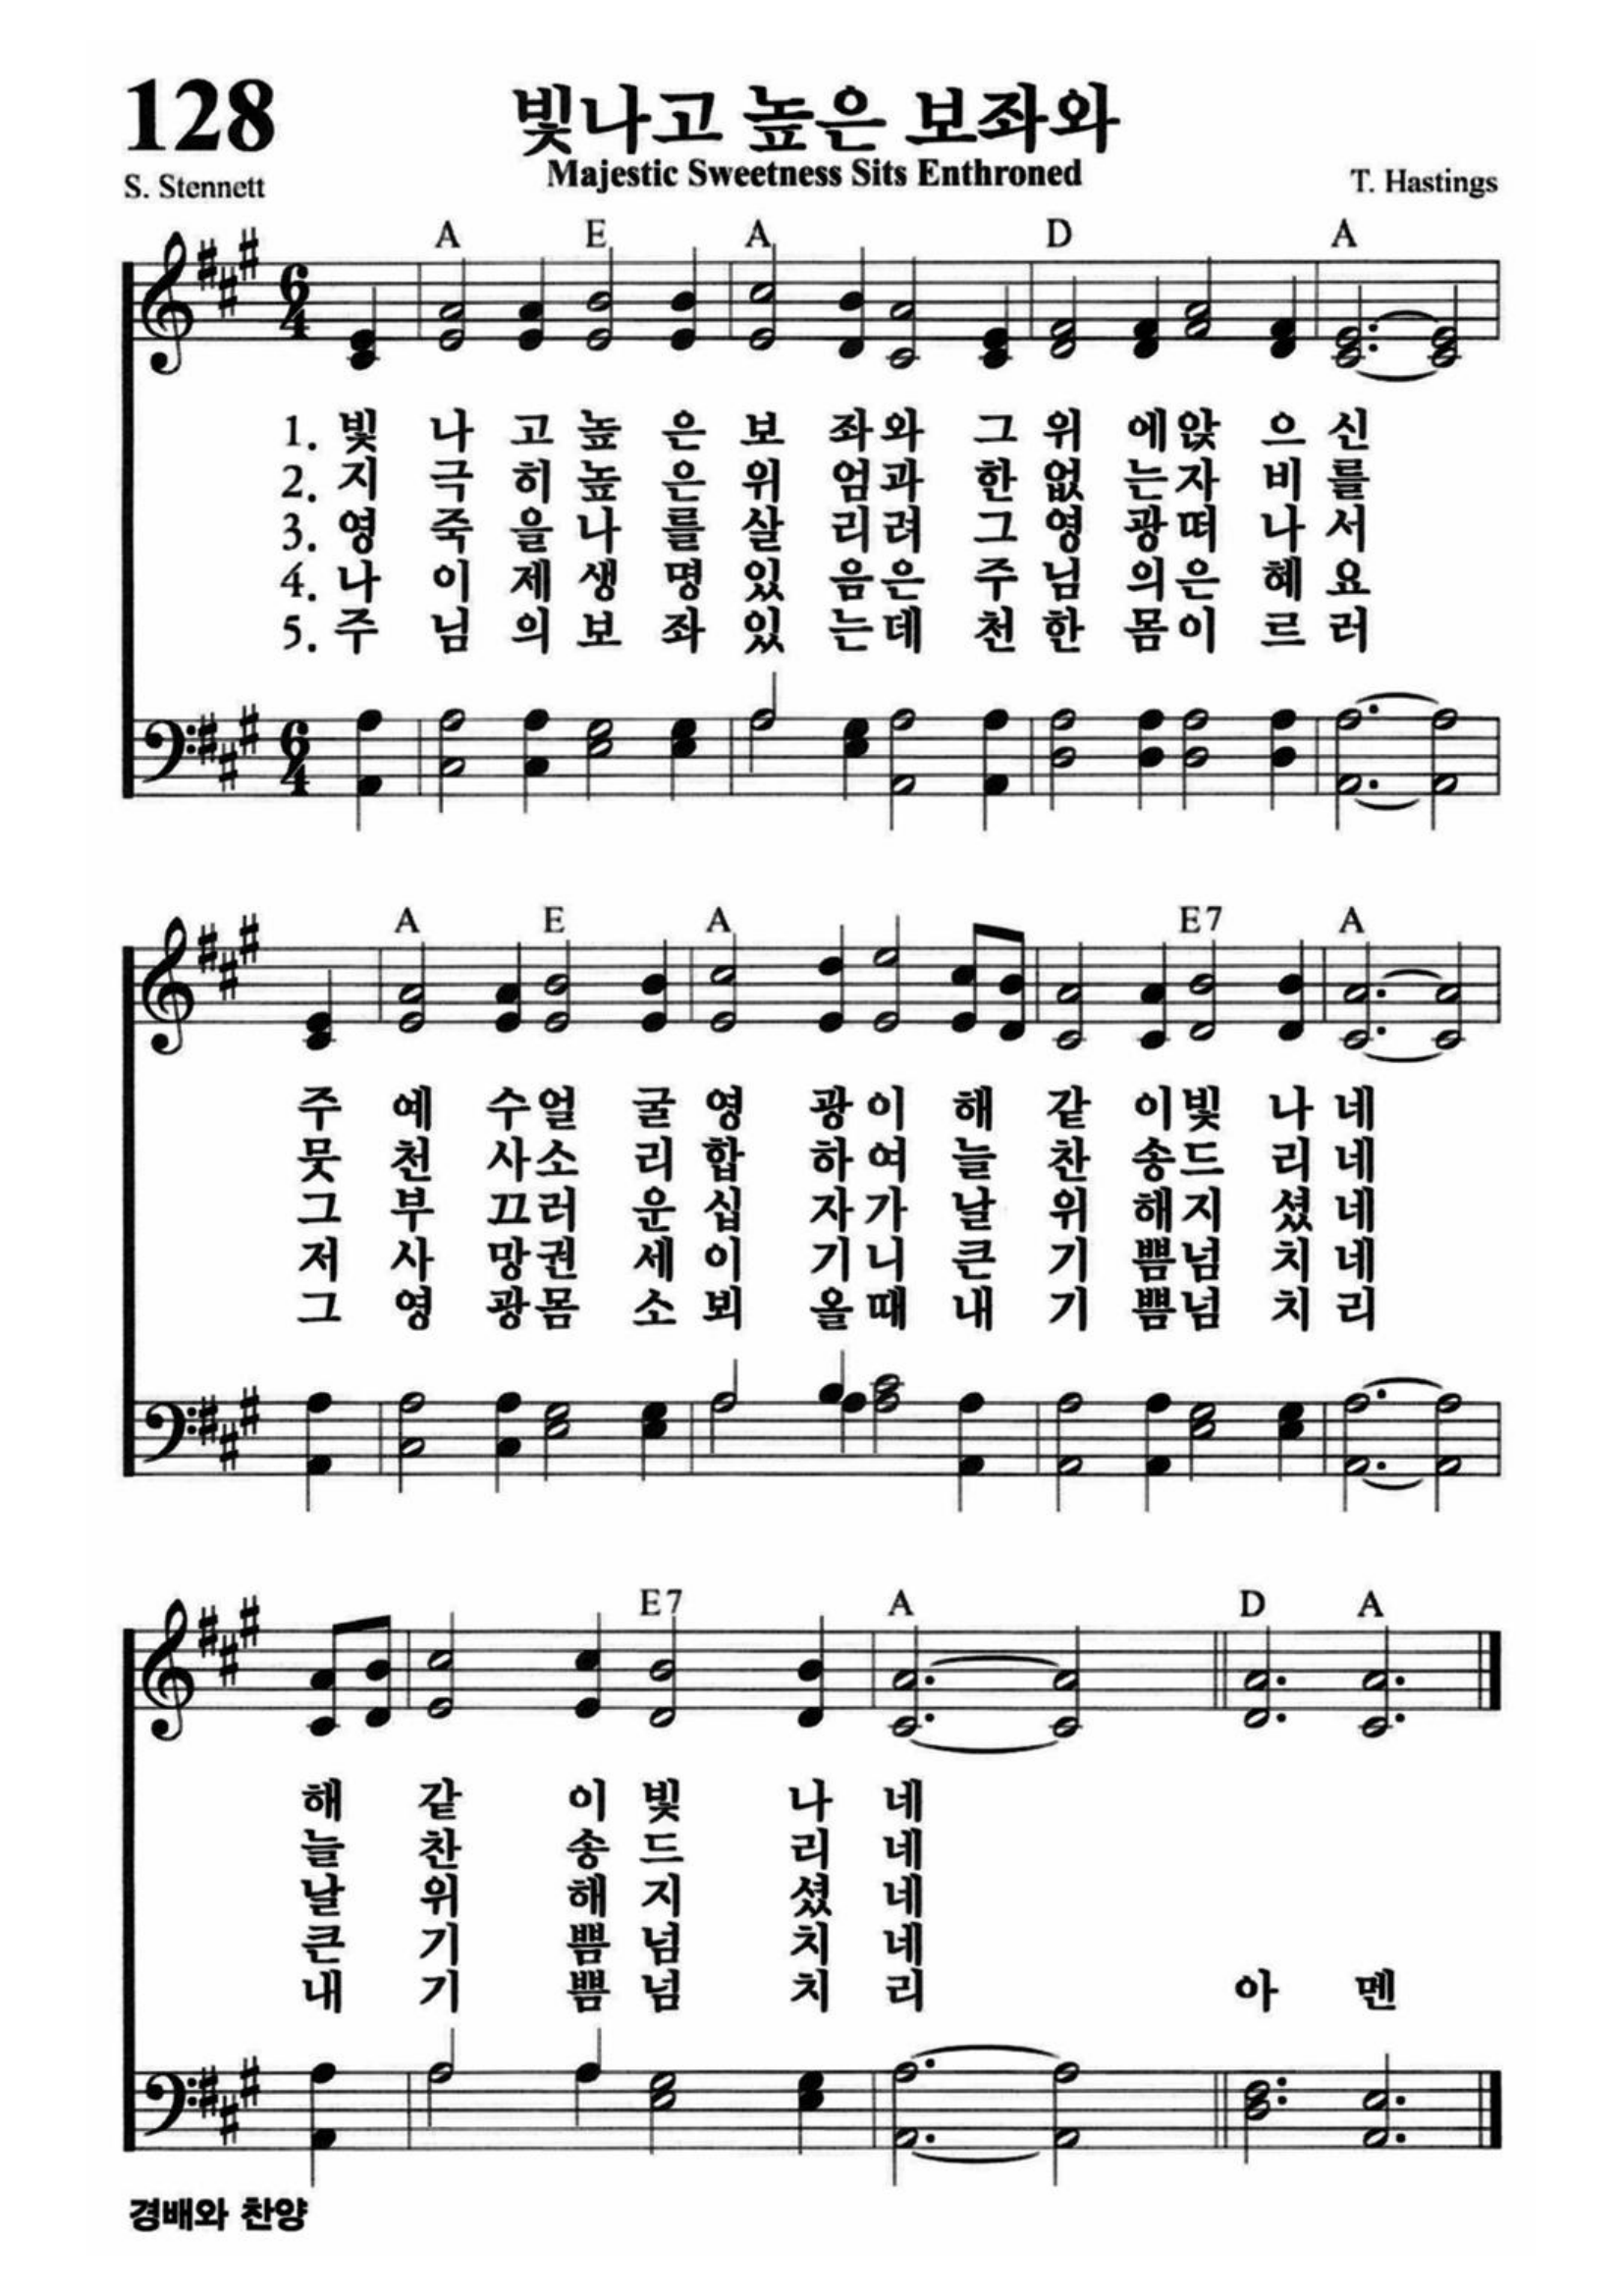 128
빛나고 높은 보좌와
Majestic Sweetness Sits Enthroned
S. Stennett
T. Hastings
A E A D A
6
4
1. 빛 나 고 높 은 보 좌 와 그 위 에 앉 으 신
2. 지 극 히 높 은 위 엄 과 한 없 는 자 비 를
3. 영 죽 을 나 를 살 리 려 그 영 광 떠 나 서
4. 나 이 제 생 명 있 음 은 주 님 의 은 혜 요
5. 주 님 의 보 좌 있 는 데 천 한 몸 이 르 러
6
4
A E A E7 A
주 예 수 얼 굴 영 광 이 해 같 이 빛 나 네
뭇 천 사 소 리 합 하 여 늘 찬 송 드 리 네
그 부 끄 러 운 십 자 가 날 위 해 지 셨 네
저 사 망 권 세 이 기 니 큰 기 쁨 넘 치 네
그 영 광 몸 소 뵈 올 때 내 기 쁨 넘 치 리
E7 A D A
해 같 이 빛 나 네
늘 찬 송 드 리 네
날 위 해 지 셨 네
큰 기 쁨 넘 치 네
내 기 쁨 넘 치 리 아 멘
경배와 찬양